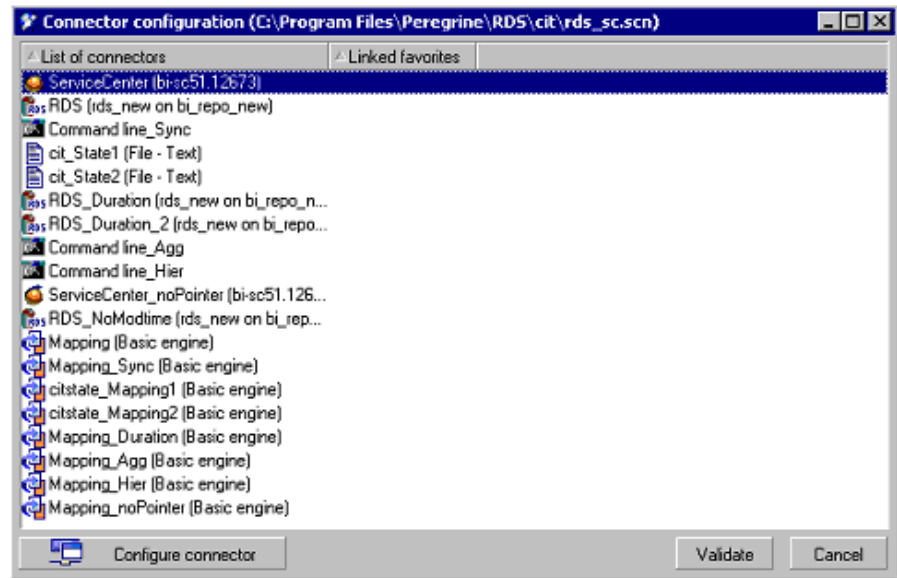 Connector configuration (C:\Program Files\Peregrine\RDS\cit\rds_sc.scn)
List of connectors Linked favorites
ServiceCenter (bi-sc51.12673)
RDS (rds_new on bi_repo_new)
Command line_Sync
cit_State1 (File - Text)
cit_State2 (File - Text)
RDS_Duration (rds_new on bi_repo_n...
RDS_Duration_2 (rds_new on bi_repo...
Command line_Agg
Command line_Hier
ServiceCenter_noPointer (bi-sc51.126...
RDS_NoModtime (rds_new on bi_rep...
Mapping (Basic engine)
Mapping_Sync (Basic engine)
citstate_Mapping1 (Basic engine)
citstate_Mapping2 (Basic engine)
Mapping_Duration (Basic engine)
Mapping_Agg (Basic engine)
Mapping_Hier (Basic engine)
Mapping_noPointer (Basic engine)
Configure connector Validate Cancel